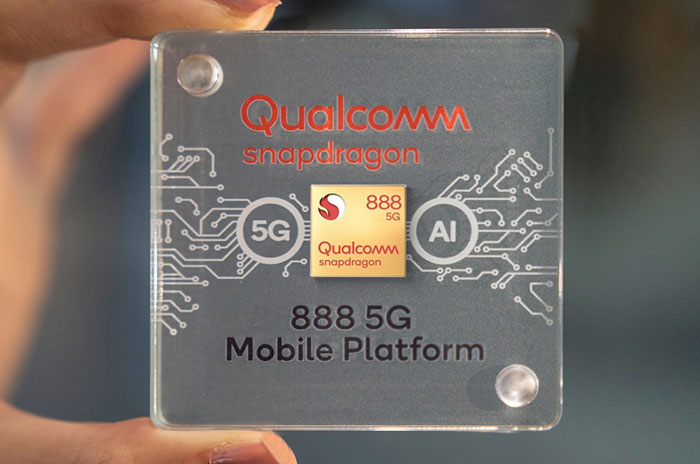 Qualcomm
snapdragon
5G
888
5G
Qualcomm
snapdragon
AI
888 5G
Mobile Platform